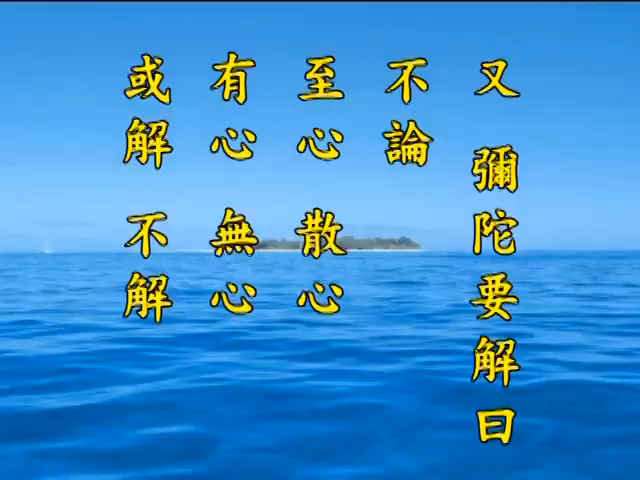 又 彌陀要解曰
不論
至心 散心
有心 無心
或解 不解